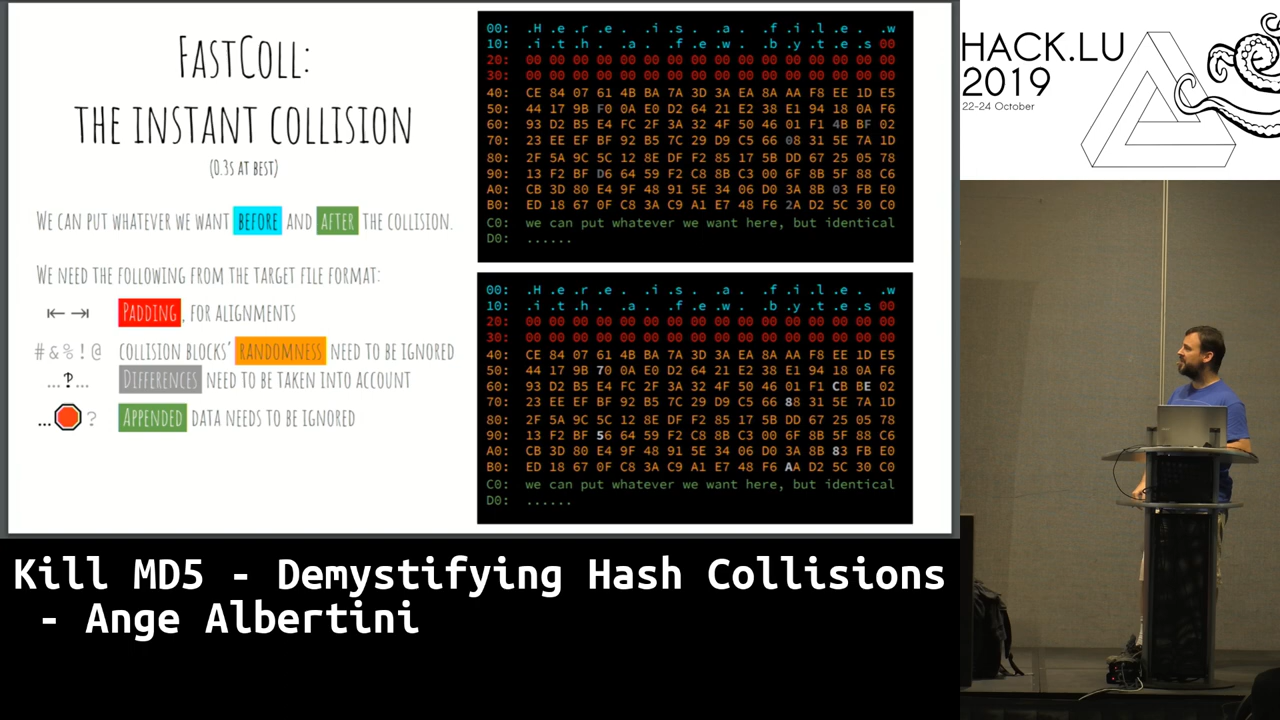 FASTCOLL:
THE INSTANT COLLISION
(0.3S AT BEST)
WE CAN PUT WHATEVER WE WANT BEFORE AND AFTER THE COLLISION.
WE NEED THE FOLLOWING FROM THE TARGET FILE FORMAT:
PADDING, FOR ALIGNMENTS
#&%!@ COLLISION BLOCKS' RANDOMNESS NEED TO BE IGNORED
...?... DIFFERENCES NEED TO BE TAKEN INTO ACCOUNT
... ? APPENDED DATA NEEDS TO BE IGNORED
00: .H .e .r .e . .i .s . .a . .f .i .l .e . .w
10: .i .t .h . .a . .f .e .w . .b .y .t .e .s 00
20: 00 00 00 00 00 00 00 00 00 00 00 00 00 00 00 00
30: 00 00 00 00 00 00 00 00 00 00 00 00 00 00 00 00
40: CE 84 07 61 4B BA 7A 3D 3A EA 8A AA F8 EE 1D E5
50: 44 17 9B F0 0A E0 D2 64 21 E2 38 E1 94 18 0A F6
60: 93 D2 B5 E4 FC 2F 3A 32 4F 50 46 01 F1 4B BF 02
70: 23 EE EF BF 92 B5 7C 29 D9 C5 66 08 31 5E 7A 1D
80: 2F 5A 9C 5C 12 8E DF F2 85 17 5B DD 67 25 05 78
90: 13 F2 BF D6 64 59 F2 C8 8B C3 00 6F 8B 5F 88 C6
A0: CB 3D 80 E4 9F 48 91 5E 34 06 D0 3A 8B 03 FB E0
B0: ED 18 67 0F C8 3A C9 A1 E7 48 F6 2A D2 5C 30 C0
C0: we can put whatever we want here, but identical
D0: ......
00: .H .e .r .e . .i .s . .a . .f .i .l .e . .w
10: .i .t .h . .a . .f .e .w . .b .y .t .e .s 00
20: 00 00 00 00 00 00 00 00 00 00 00 00 00 00 00 00
30: 00 00 00 00 00 00 00 00 00 00 00 00 00 00 00 00
40: CE 84 07 61 4B BA 7A 3D 3A EA 8A AA F8 EE 1D E5
50: 44 17 9B 70 0A E0 D2 64 21 E2 38 E1 94 18 0A F6
60: 93 D2 B5 E4 FC 2F 3A 32 4F 50 46 01 F1 CB BE 02
70: 23 EE EF BF 92 B5 7C 29 D9 C5 66 88 31 5E 7A 1D
80: 2F 5A 9C 5C 12 8E DF F2 85 17 5B DD 67 25 05 78
90: 13 F2 BF 56 64 59 F2 C8 8B C3 00 6F 8B 5F 88 C6
A0: CB 3D 80 E4 9F 48 91 5E 34 06 D0 3A 8B 83 FB E0
B0: ED 18 67 0F C8 3A C9 A1 E7 48 F6 AA D2 5C 30 C0
C0: we can put whatever we want here, but identical
D0: ......
HACK.LU
2019
22-24 October
Kill MD5 - Demystifying Hash Collisions
- Ange Albertini